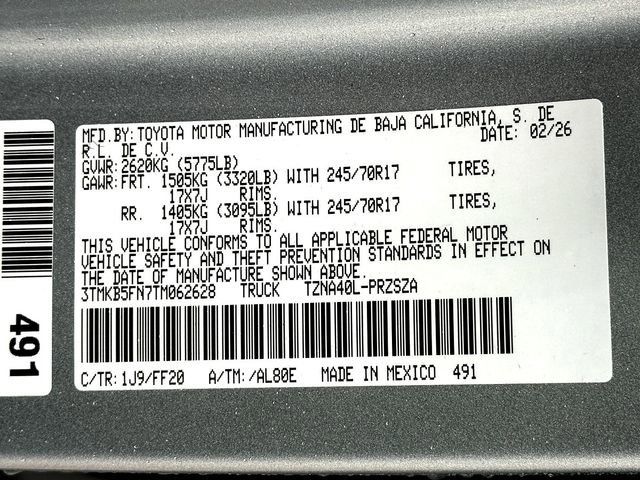 MFD. BY: TOYOTA MOTOR MANUFACTURING DE BAJA CALIFORNIA, S. DE
R.L. DE C.V. DATE: 02/26
GVWR: 2620KG (5775LB)
GAWR: FRT. 1505KG (3320LB) WITH 245/70R17 TIRES,
17X7J RIMS.
RR. 1405KG (3095LB) WITH 245/70R17 TIRES,
17X7J RIMS.
THIS VEHICLE CONFORMS TO ALL APPLICABLE FEDERAL MOTOR
VEHICLE SAFETY AND THEFT PREVENTION STANDARDS IN EFFECT ON
THE DATE OF MANUFACTURE SHOWN ABOVE.
3TMKB5FN7TM062628 TRUCK TZNA40L-PRZSZA
C/TR: 1J9/FF20 A/TM: /AL80E MADE IN MEXICO 491
491